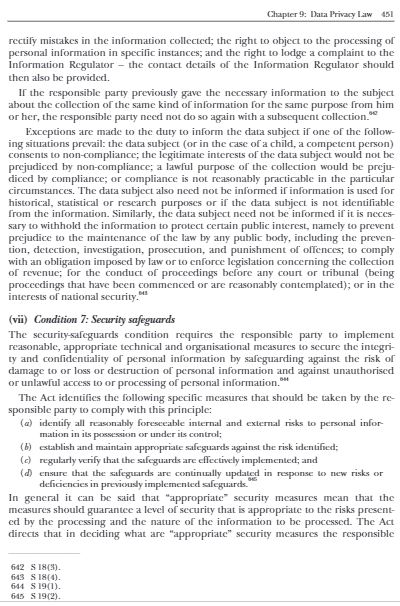 Chapter 9: Data Privacy Law 451
rectify mistakes in the information collected; the right to object to the processing of
personal information in specific instances; and the right to lodge a complaint to the
Information Regulator – the contact details of the Information Regulator should
then also be provided.
If the responsible party previously gave the necessary information to the subject
about the collection of the same kind of information for the same purpose from him
or her, the responsible party need not do so again with a subsequent collection.642
Exceptions are made to the duty to inform the data subject if one of the follow-
ing situations prevail: the data subject (or in the case of a child, a competent person)
consents to non-compliance; the legitimate interests of the data subject would not be
prejudiced by non-compliance; a lawful purpose of the collection would be preju-
diced by compliance; or compliance is not reasonably practicable in the particular
circumstances. The data subject also need not be informed if information is used for
historical, statistical or research purposes or if the data subject is not identifiable
from the information. Similarly, the data subject need not be informed if it is neces-
sary to withhold the information to protect certain public interest, namely to prevent
prejudice to the maintenance of the law by any public body, including the preven-
tion, detection, investigation, prosecution, and punishment of offences; to comply
with an obligation imposed by law or to enforce legislation concerning the collection
of revenue; for the conduct of proceedings before any court or tribunal (being
proceedings that have been commenced or are reasonably contemplated); or in the
interests of national security.643
(vii) Condition 7: Security safeguards
The security-safeguards condition requires the responsible party to implement
reasonable, appropriate technical and organisational measures to secure the integri-
ty and confidentiality of personal information by safeguarding against the risk of
damage to or loss or destruction of personal information and against unauthorised
or unlawful access to or processing of personal information.644
The Act identifies the following specific measures that should be taken by the re-
sponsible party to comply with this principle:
(a) identify all reasonably foreseeable internal and external risks to personal infor-
mation in its possession or under its control;
(b) establish and maintain appropriate safeguards against the risk identified;
(c) regularly verify that the safeguards are effectively implemented; and
(d) ensure that the safeguards are continually updated in response to new risks or
deficiencies in previously implemented safeguards.645
In general it can be said that “appropriate” security measures mean that the
measures should guarantee a level of security that is appropriate to the risks present-
ed by the processing and the nature of the information to be processed. The Act
directs that in deciding what are “appropriate” security measures the responsible
642 S 18(3).
643 S 18(4).
644 S 19(1).
645 S 19(2).